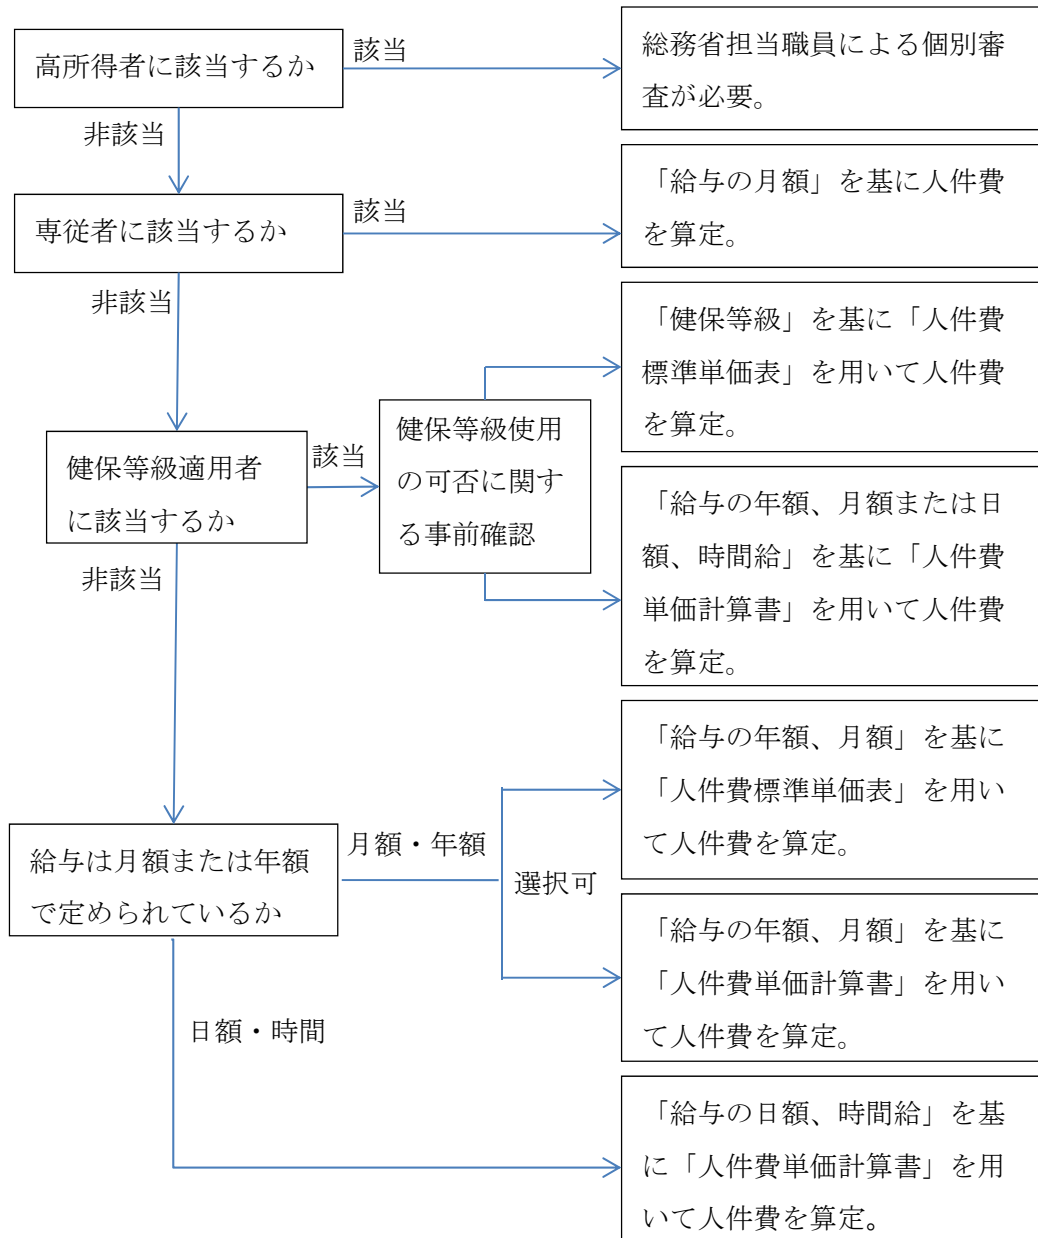 高所得者に該当するか
該当
総務省担当職員による個別審
査が必要。
非該当
専従者に該当するか
該当
「給与の月額」を基に人件費
を算定。
非該当
「健保等級」を基に「人件費
標準単価表」を用いて人件費
を算定。
健保等級適用者
に該当するか
該当
健保等級使用
の可否に関す
る事前確認
「給与の年額、月額または日
額、時間給」を基に「人件費
単価計算書」を用いて人件費
を算定。
非該当
給与は月額または年額
で定められているか
月額・年額
選択可
「給与の年額、月額」を基に
「人件費標準単価表」を用い
て人件費を算定。
「給与の年額、月額」を基に
「人件費単価計算書」を用い
て人件費を算定。
日額・時間
「給与の日額、時間給」を基
に「人件費単価計算書」を用
いて人件費を算定。